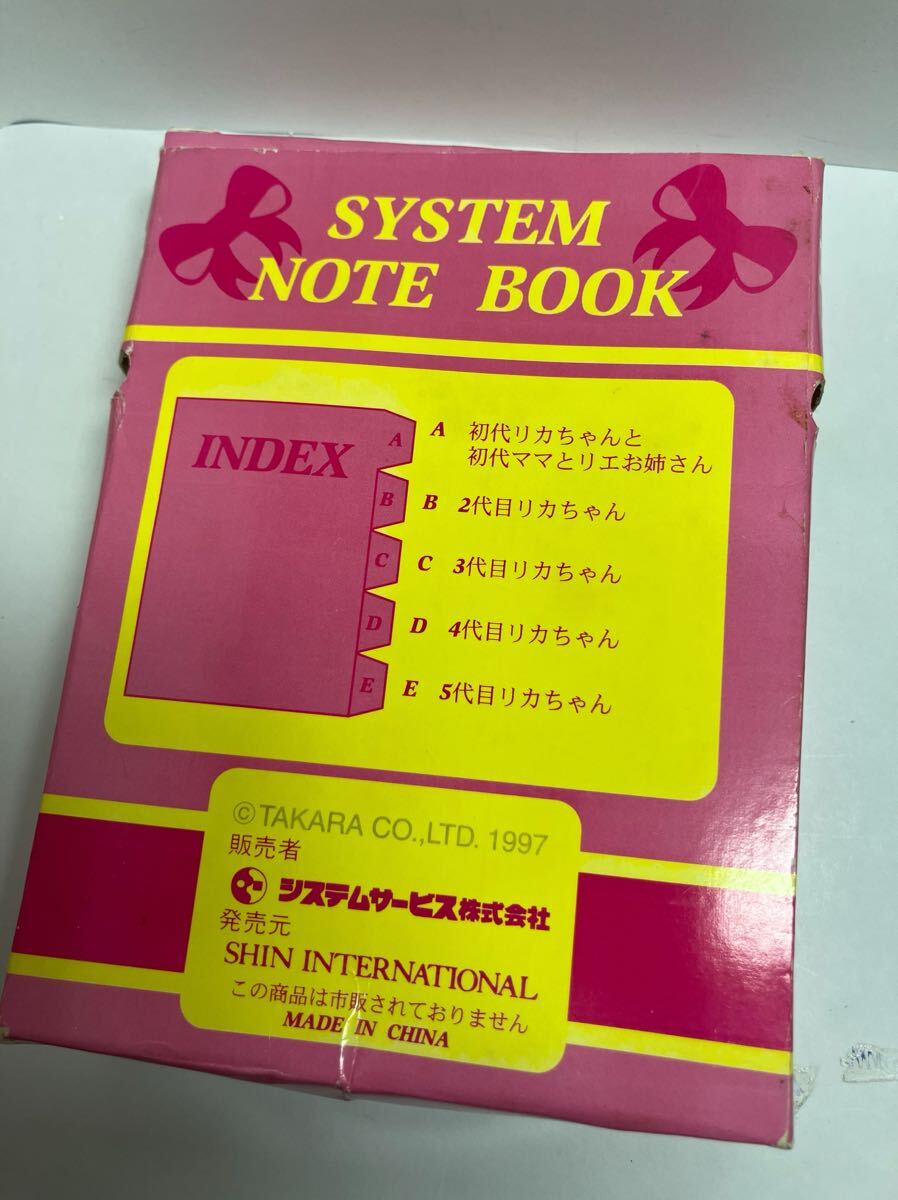 SYSTEM
NOTE BOOK
INDEX
A
B
C
D
E
A 初代リカちゃんと
初代ママとリエお姉さん
B 2代目リカちゃん
C 3代目リカちゃん
D 4代目リカちゃん
E 5代目リカちゃん
© TAKARA CO.,LTD. 1997
販売者
システムサービス株式会社
発売元
SHIN INTERNATIONAL
この商品は市販されておりません
MADE IN CHINA